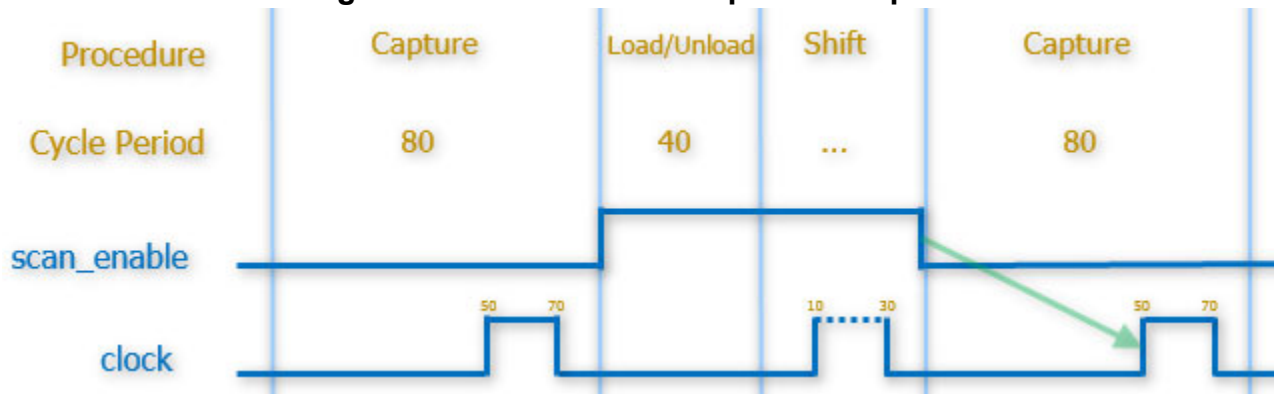 Procedure Capture Load/Unload Shift Capture
Cycle Period 80 40 ... 80
scan_enable
50 70 10 30 50 70
clock